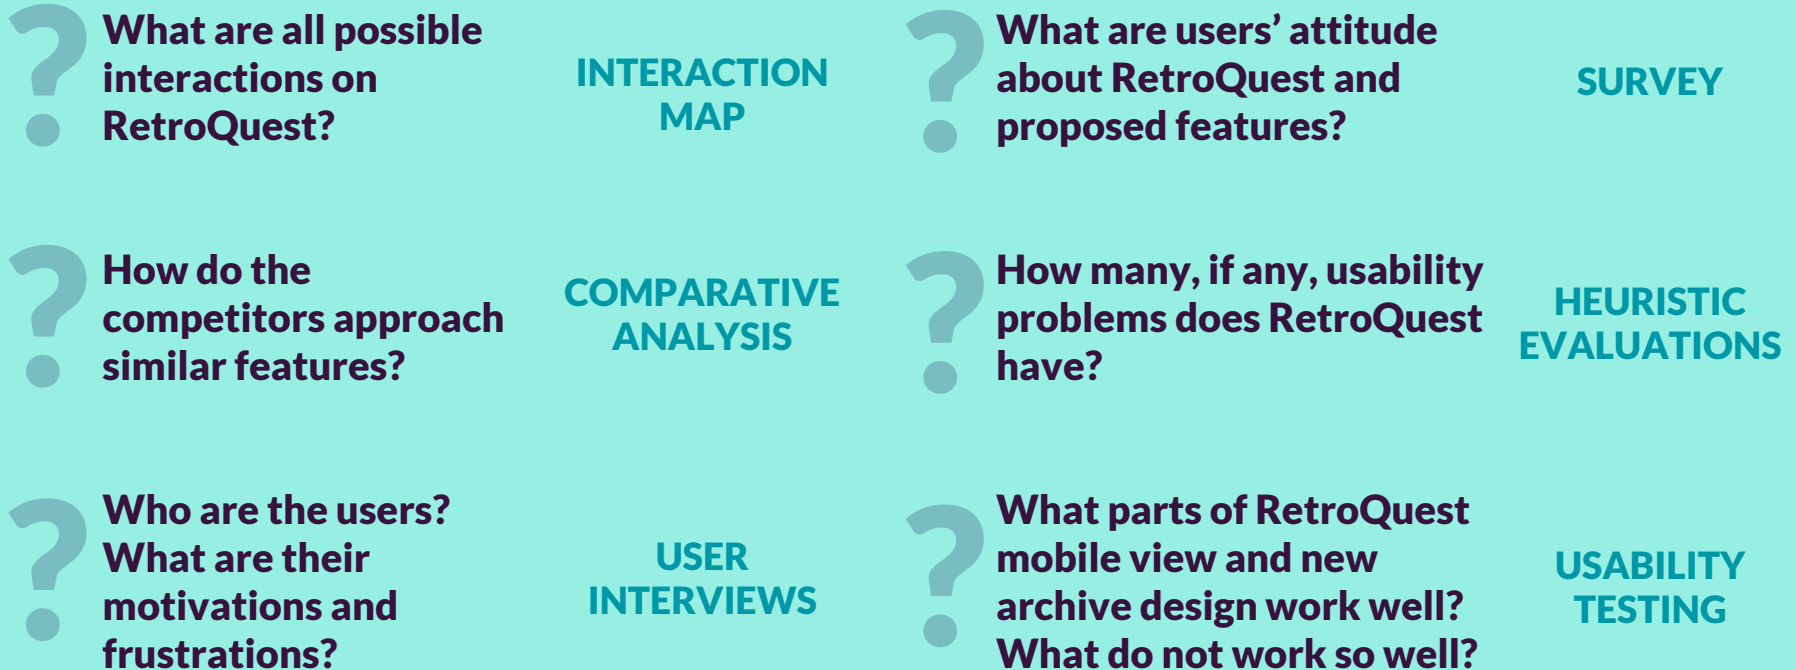 What are all possible
interactions on
RetroQuest?
INTERACTION
MAP
What are users’ attitude
about RetroQuest and
proposed features?
SURVEY
How do the
competitors approach
similar features?
COMPARATIVE
ANALYSIS
How many, if any, usability
problems does RetroQuest
have?
HEURISTIC
EVALUATIONS
Who are the users?
What are their
motivations and
frustrations?
USER
INTERVIEWS
What parts of RetroQuest
mobile view and new
archive design work well?
What do not work so well?
USABILITY
TESTING